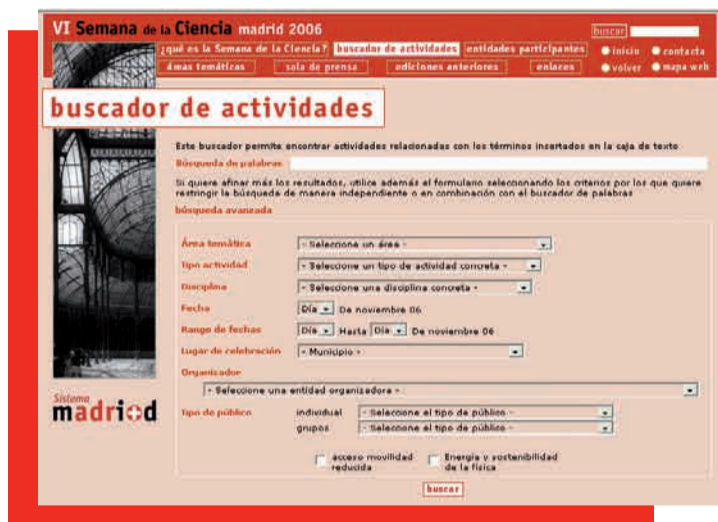 VI Semana de la Ciencia madrid 2006
buscar
¿qué es la Semana de la Ciencia? buscador de actividades entidades participantes
inicio contacta
áreas temáticas sala de prensa ediciones anteriores enlaces
volver mapa web
buscador de actividades
Este buscador permite encontrar actividades relacionadas con los términos insertados en la caja de texto
Búsqueda de palabras
Si quiere afinar más los resultados, utilice además el formulario seleccionando los criterios por los que quiere
restringir la búsqueda de manera independiente o en combinación con el buscador de palabras
búsqueda avanzada
Área temática - Seleccione un área -
Tipo actividad - Seleccione un tipo de actividad concreta -
Disciplina - Seleccione una disciplina concreta -
Fecha Día De noviembre 06
Rango de fechas Día Hasta Día De noviembre 06
Lugar de celebración - Municipio -
Organizador
- Seleccione una entidad organizadora -
Tipo de público individual - Seleccione el tipo de público -
grupos - Seleccione el tipo de público -
acceso movilidad reducida
Energía y sostenibilidad de la física
buscar
Sistema
madri+d